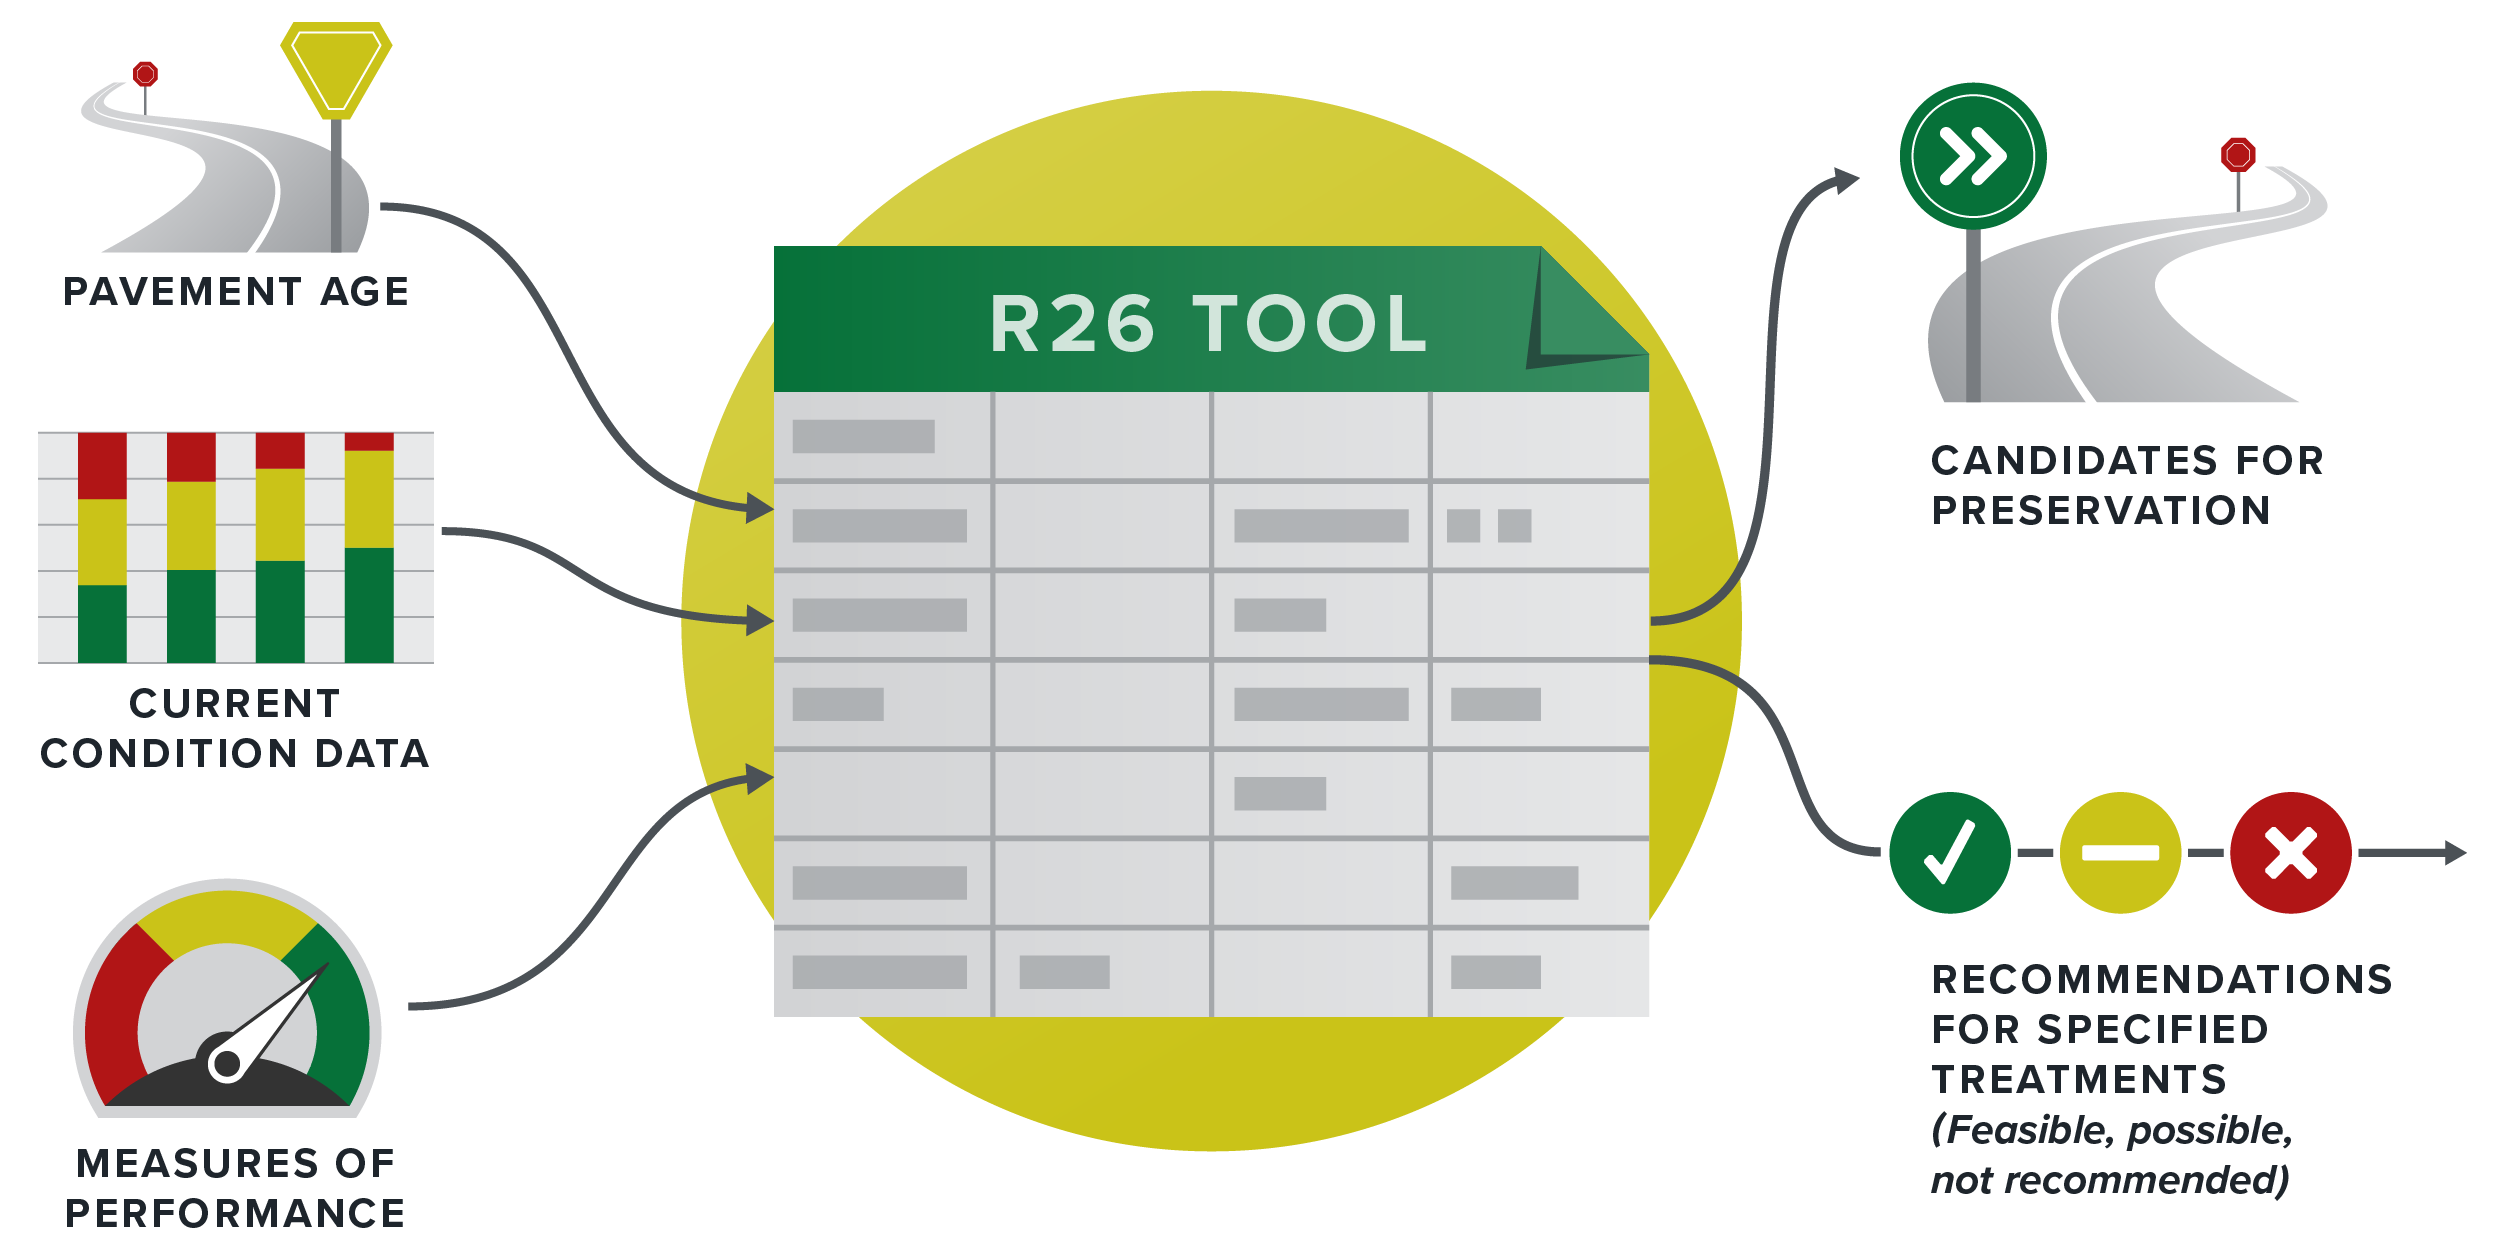 PAVEMENT AGE
CURRENT
CONDITION DATA
MEASURES OF
PERFORMANCE
R26 TOOL
CANDIDATES FOR
PRESERVATION
RECOMMENDATIONS
FOR SPECIFIED
TREATMENTS
(Feasible, possible,
not recommended)